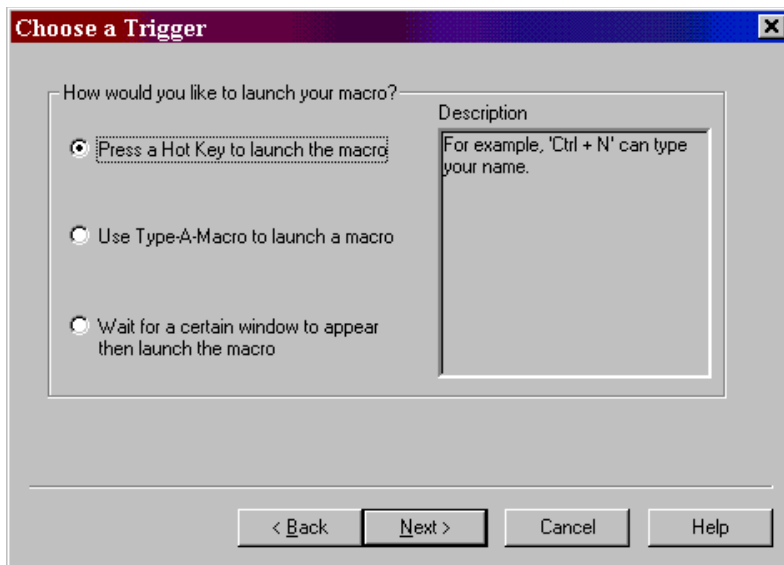 Choose a Trigger
How would you like to launch your macro?
Press a Hot Key to launch the macro
Use Type-A-Macro to launch a macro
Wait for a certain window to appear
then launch the macro
Description
For example, 'Ctrl + N' can type
your name.
< Back
Next >
Cancel
Help